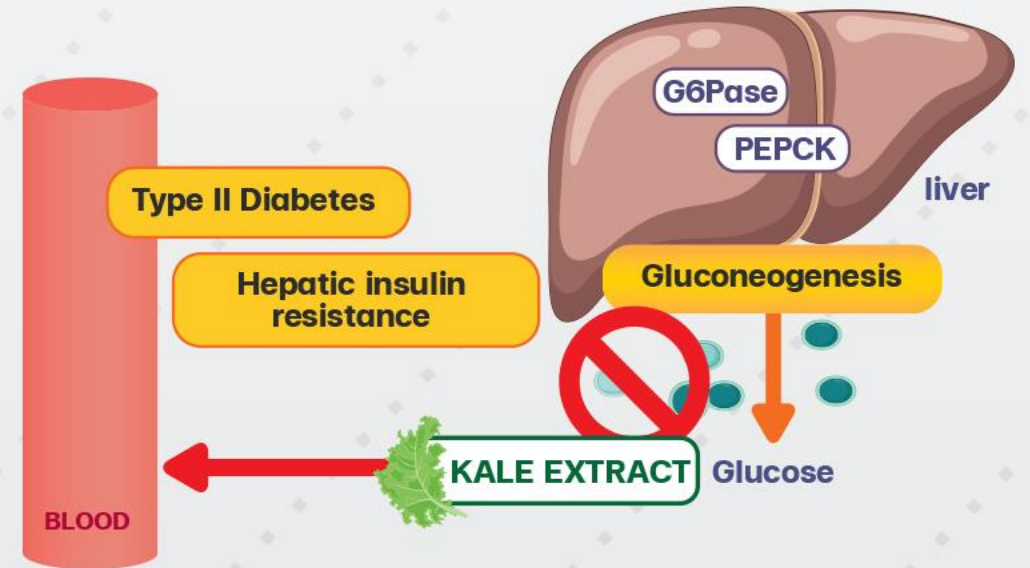 G6Pase
PEPCK
liver
Type II Diabetes
Hepatic insulin
resistance
Gluconeogenesis
KALE EXTRACT
Glucose
BLOOD